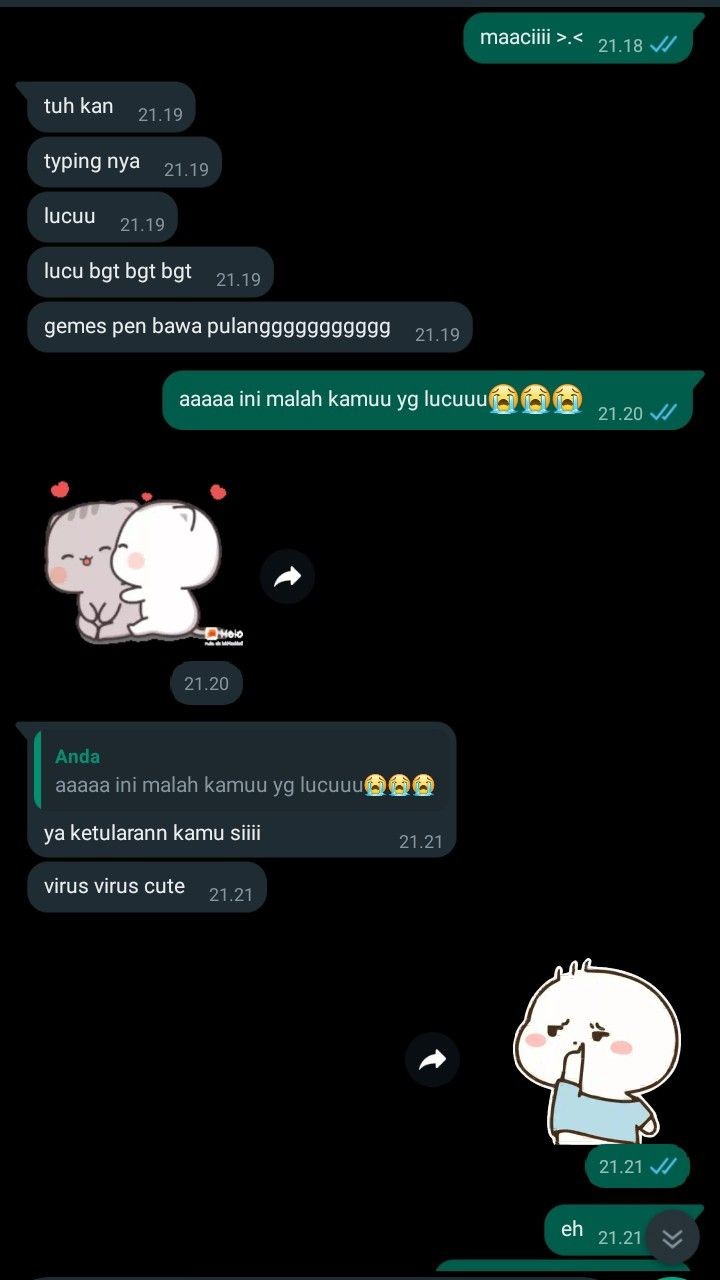 maaciiii >.< 21.18
tuh kan 21.19
typing nya 21.19
lucuu 21.19
lucu bgt bgt bgt 21.19
gemes pen bawa pulanggggggggggg 21.19
aaaaa ini malah kamuu yg lucuuu😭😭😭 21.20
Helo
21.20
Anda
aaaaa ini malah kamuu yg lucuuu😭😭😭
ya ketularann kamu siiii 21.21
virus virus cute 21.21
21.21
eh 21.21